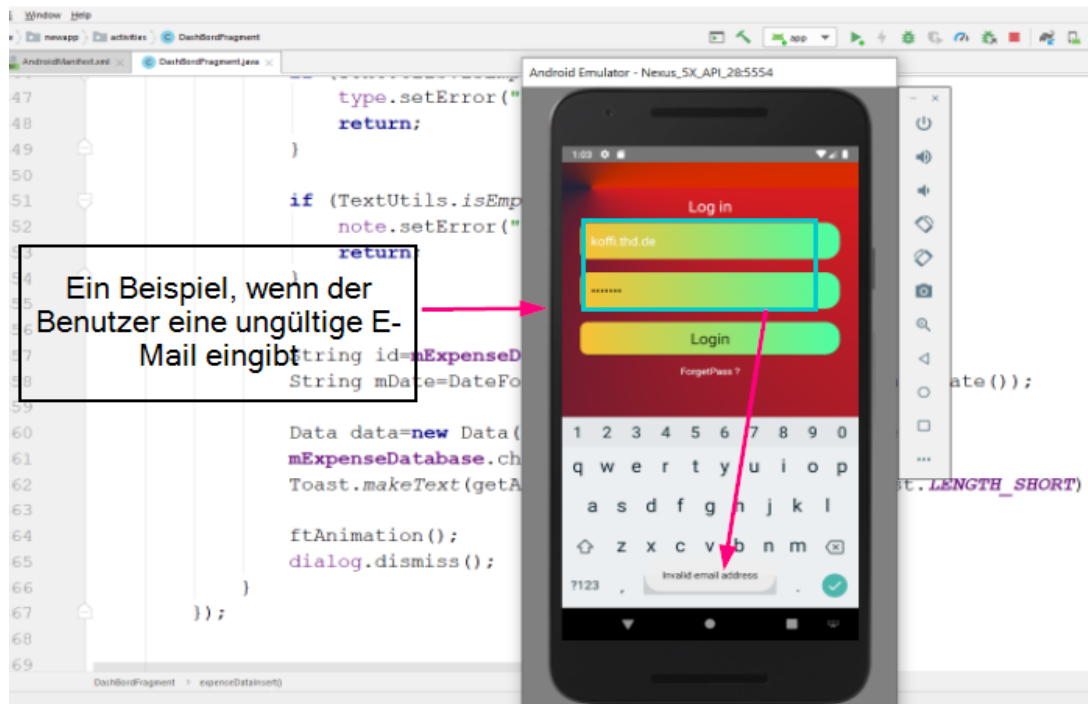 Window Help
newapp activities DashBordFragment
app
AndroidManifest.xml DashBordFragment.java
Android Emulator - Nexus_5X_API_28:5554
47 type.setError("
48 return;
49 }
50
51 if (TextUtils.isEmp
52 note.setError("
53 return;
54 }
Ein Beispiel, wenn der
Benutzer eine ungültige E-
Mail eingibt
57 String id=mExpenseD
58 String mDate=DateFo ate());
59
60 Data data=new Data(
61 mExpenseDatabase.ch
62 Toast.makeText(getA st.LENGTH_SHORT)
63
64 ftAnimation();
65 dialog.dismiss();
66 }
67 });
68
69
DashBordFragment > expenseDataInsert()
1:03
Log in
koffi.thd.de
•••••••
Login
ForgetPass ?
1 2 3 4 5 6 7 8 9 0
q w e r t y u i o p
a s d f g h j k l
z x c v b n m
?123 , Invalid email address .